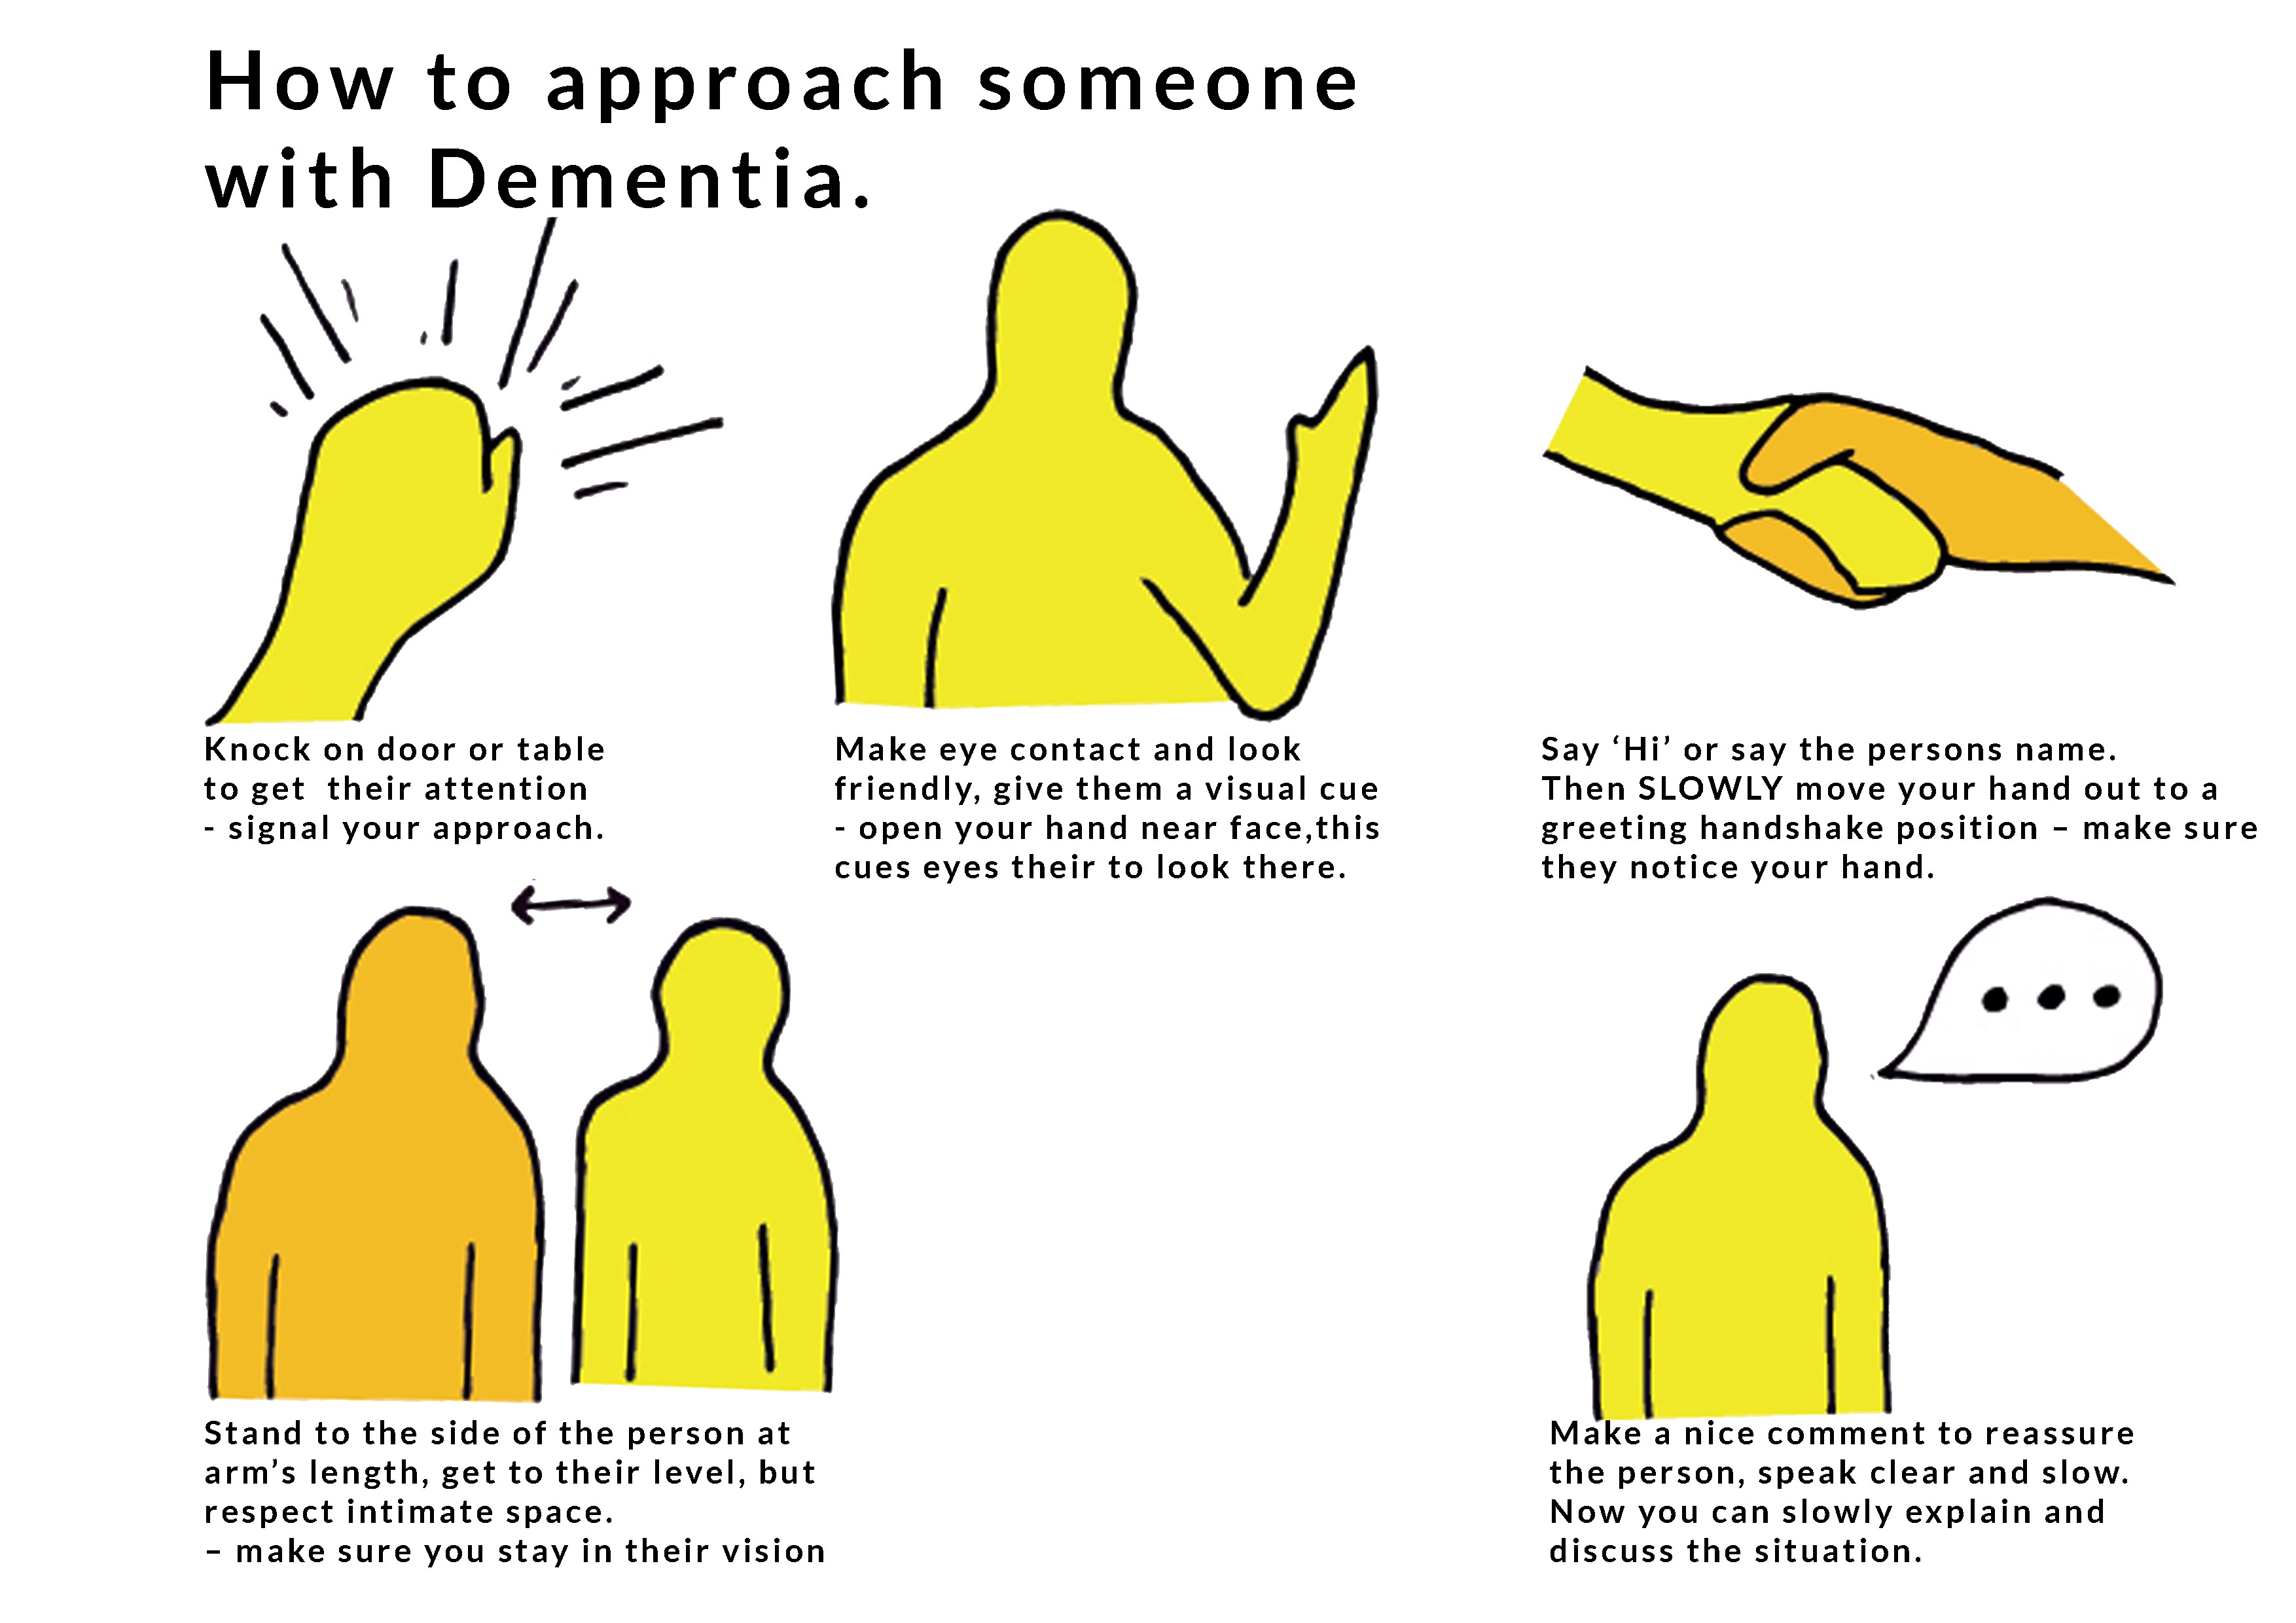 How to approach someone
with Dementia.
Knock on door or table
to get  their attention
- signal your approach.
Make eye contact and look
friendly, give them a visual cue
- open your hand near face,this
cues eyes their to look there.
Say ‘Hi’ or say the persons name.
Then SLOWLY move your hand out to a
greeting handshake position – make sure
they notice your hand.
Stand to the side of the person at
arm’s length, get to their level, but
respect intimate space.
– make sure you stay in their vision
Make a nice comment to reassure
the person, speak clear and slow.
Now you can slowly explain and
discuss the situation.